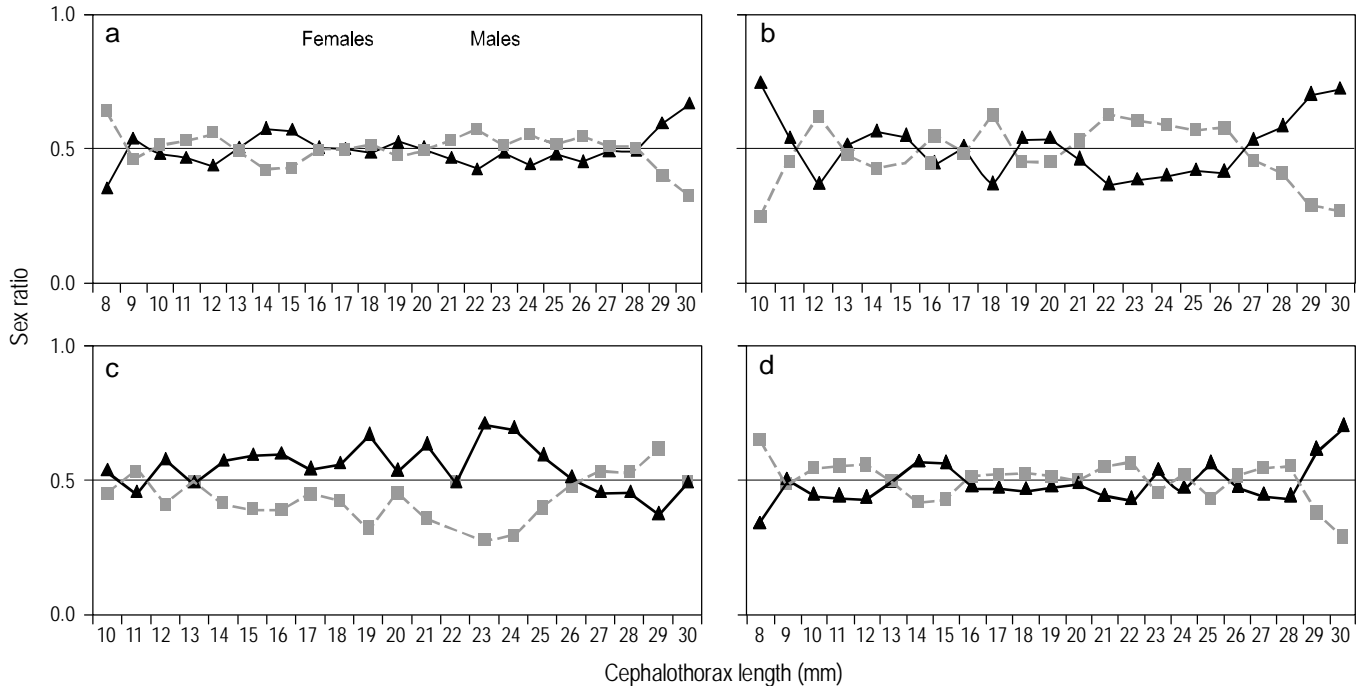 1.0
a
Females
Males
b
0.5
0.0
8 9 10 11 12 13 14 15 16 17 18 19 20 21 22 23 24 25 26 27 28 29 30
10 11 12 13 14 15 16 17 18 19 20 21 22 23 24 25 26 27 28 29 30
Sex ratio
1.0
c
d
0.5
0.0
10 11 12 13 14 15 16 17 18 19 20 21 22 23 24 25 26 27 28 29 30
8 9 10 11 12 13 14 15 16 17 18 19 20 21 22 23 24 25 26 27 28 29 30
Cephalothorax length (mm)